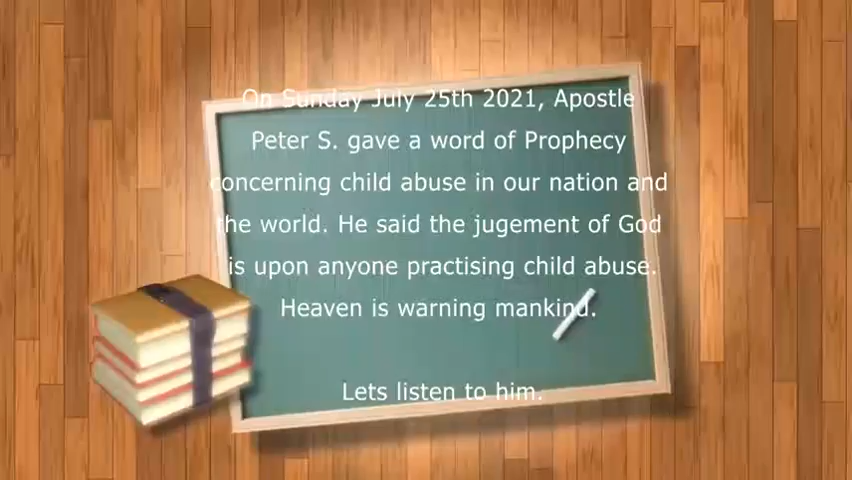 On Sunday July 25th 2021, Apostle
Peter S. gave a word of Prophecy
concerning child abuse in our nation and
the world. He said the jugement of God
is upon anyone practising child abuse.
Heaven is warning mankind.
Lets listen to him.